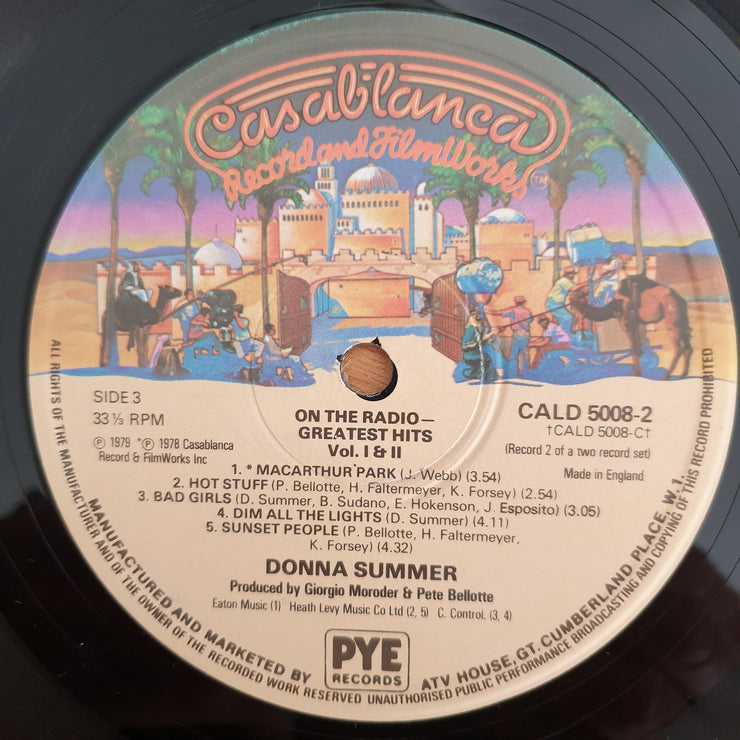 Casablanca
Record and FilmWorks™
SIDE 3
33 ⅓ RPM
Ⓟ 1979 *Ⓟ 1978 Casablanca
Record & FilmWorks Inc
ON THE RADIO—
GREATEST HITS
Vol. I & II
CALD 5008-2
†CALD 5008-C†
(Record 2 of a two record set)
Made in England
1. * MACARTHUR PARK (J. Webb) (3.54)
2. HOT STUFF (P. Bellotte, H. Faltermeyer, K. Forsey) (2.54)
3. BAD GIRLS (D. Summer, B. Sudano, E. Hokenson, J. Esposito) (3.05)
4. DIM ALL THE LIGHTS (D. Summer) (4.11)
5. SUNSET PEOPLE (P. Bellotte, H. Faltermeyer,
K. Forsey) (4.32)
DONNA SUMMER
Produced by Giorgio Moroder & Pete Bellotte
Eaton Music (1) Heath Levy Music Co Ltd (2, 5) C. Control. (3, 4)
PYE
RECORDS
MANUFACTURED AND MARKETED BY
ATV HOUSE, GT. CUMBERLAND PLACE, W.1.
ALL RIGHTS OF THE MANUFACTURER AND OF THE OWNER OF THE RECORDED WORK RESERVED UNAUTHORISED PUBLIC PERFORMANCE BROADCASTING AND COPYING OF THIS RECORD PROHIBITED